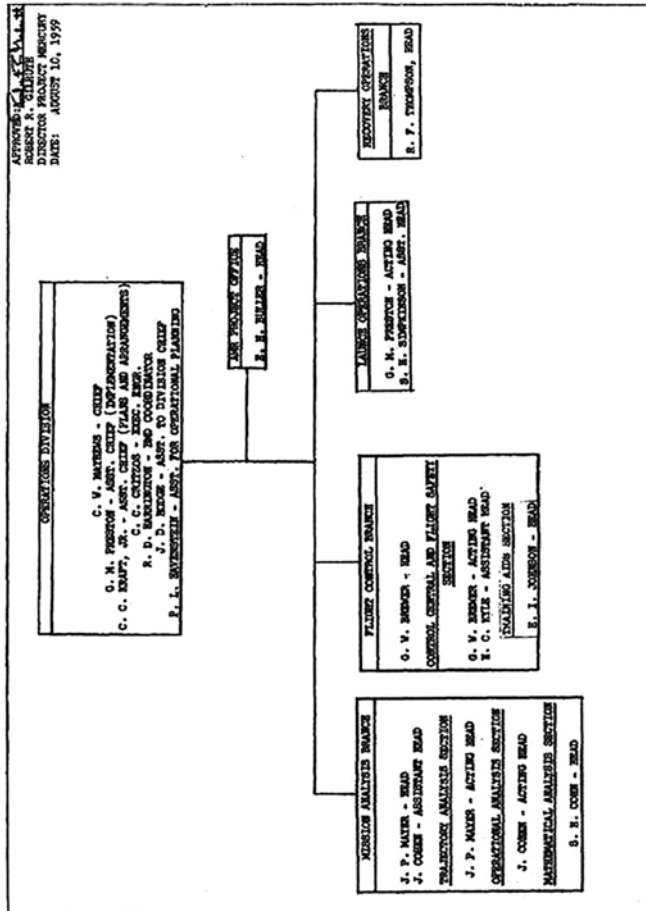 APPROVED:
ROBERT R. GILRUTH
DIRECTOR PROJECT MERCURY
DATE: AUGUST 10, 1959
OPERATIONS DIVISION
C. W. MATHEWS - CHIEF
G. M. PRESTON - ASST. CHIEF (IMPLEMENTATION)
C. C. KRAFT, JR. - ASST. CHIEF (PLANS AND ARRANGEMENTS)
C. C. CRITZOS - EXEC. ENGR.
R. D. HARRINGTON - BMD COORDINATOR
J. D. HODGE - ASST. TO DIVISION CHIEF
P. L. HAVENSTEIN - ASST. FOR OPERATIONAL PLANNING
AMR PROJECT OFFICE
E. H. BULLER - HEAD
MISSION ANALYSIS BRANCH
J. P. MAYER - HEAD
J. COHEN - ASSISTANT HEAD
TRAJECTORY ANALYSIS SECTION
J. P. MAYER - ACTING HEAD
OPERATIONAL ANALYSIS SECTION
J. COHEN - ACTING HEAD
MATHEMATICAL ANALYSIS SECTION
S. H. COHN - HEAD
FLIGHT CONTROL BRANCH
G. W. BREWER - HEAD
CONTROL CENTRAL AND FLIGHT SAFETY
SECTION
G. W. BREWER - ACTING HEAD
H. C. KYLE - ASSISTANT HEAD
TRAINING AIDS SECTION
H. I. JOHNSON - HEAD
LAUNCH OPERATIONS BRANCH
G. M. PRESTON - ACTING HEAD
S. H. SIMPKINSON - ASST. HEAD
RECOVERY OPERATIONS
BRANCH
R. F. THOMPSON, HEAD